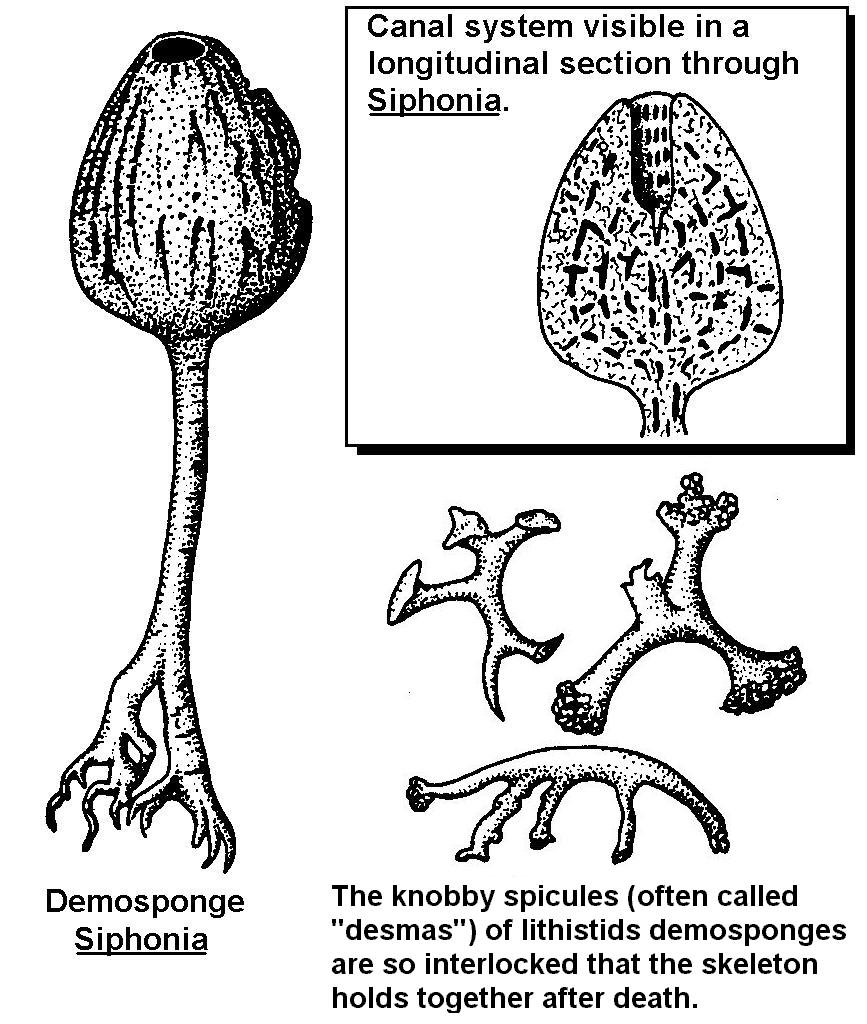 Canal system visible in a
longitudinal section through
Siphonia.
Demosponge
Siphonia
The knobby spicules (often called
"desmas") of lithistids demosponges
are so interlocked that the skeleton
holds together after death.